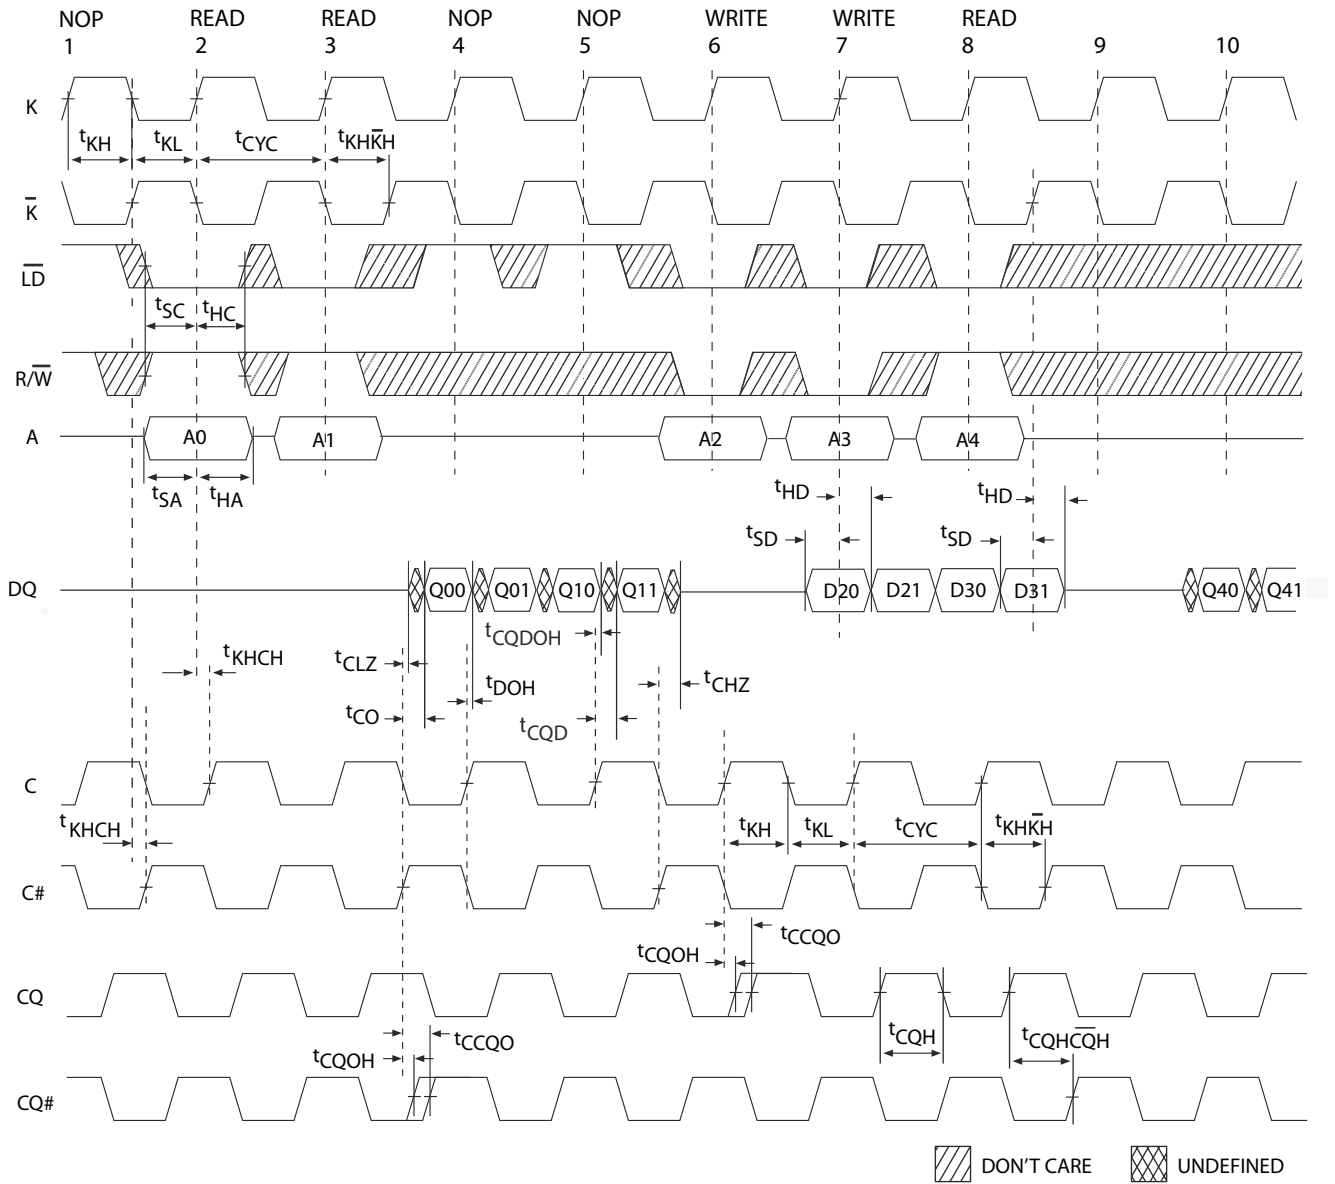 NOP READ READ NOP NOP WRITE WRITE READ
1 2 3 4 5 6 7 8 9 10
K
tKH tKL tCYC tKHK̅H
K̅
L̅D̅
tSC tHC
R/W̅
A A0 A1 A2 A3 A4
tSA tHA tHD tHD
tSD tSD
DQ Q00 Q01 Q10 Q11 D20 D21 D30 D31 Q40 Q41
tCQDOH
tKHCH tCLZ tDOH tCHZ
tCO tCQD
C
tKHCH tKH tKL tCYC tKHK̅H
C#
tCCQO
tCQOH
CQ
tCCQO tCQH tCQHC̅Q̅H
tCQOH
CQ#
DON'T CARE UNDEFINED